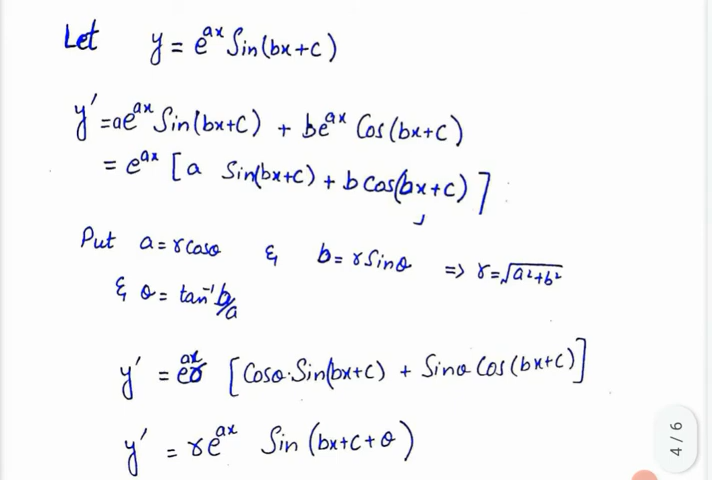 Let y = e^{ax} Sin(bx+c)
y' = ae^{ax} Sin(bx+c) + be^{ax} Cos(bx+c)
= e^{ax} [a Sin(bx+c) + b Cos(bx+c)]
Put a = r cosθ & b = r Sinθ => r = √(a²+b²)
& θ = tan⁻¹ b/a
y' = e^{ax} r [Cosθ·Sin(bx+c) + Sinθ Cos(bx+c)]
y' = re^{ax} Sin(bx+c+θ)
4/6